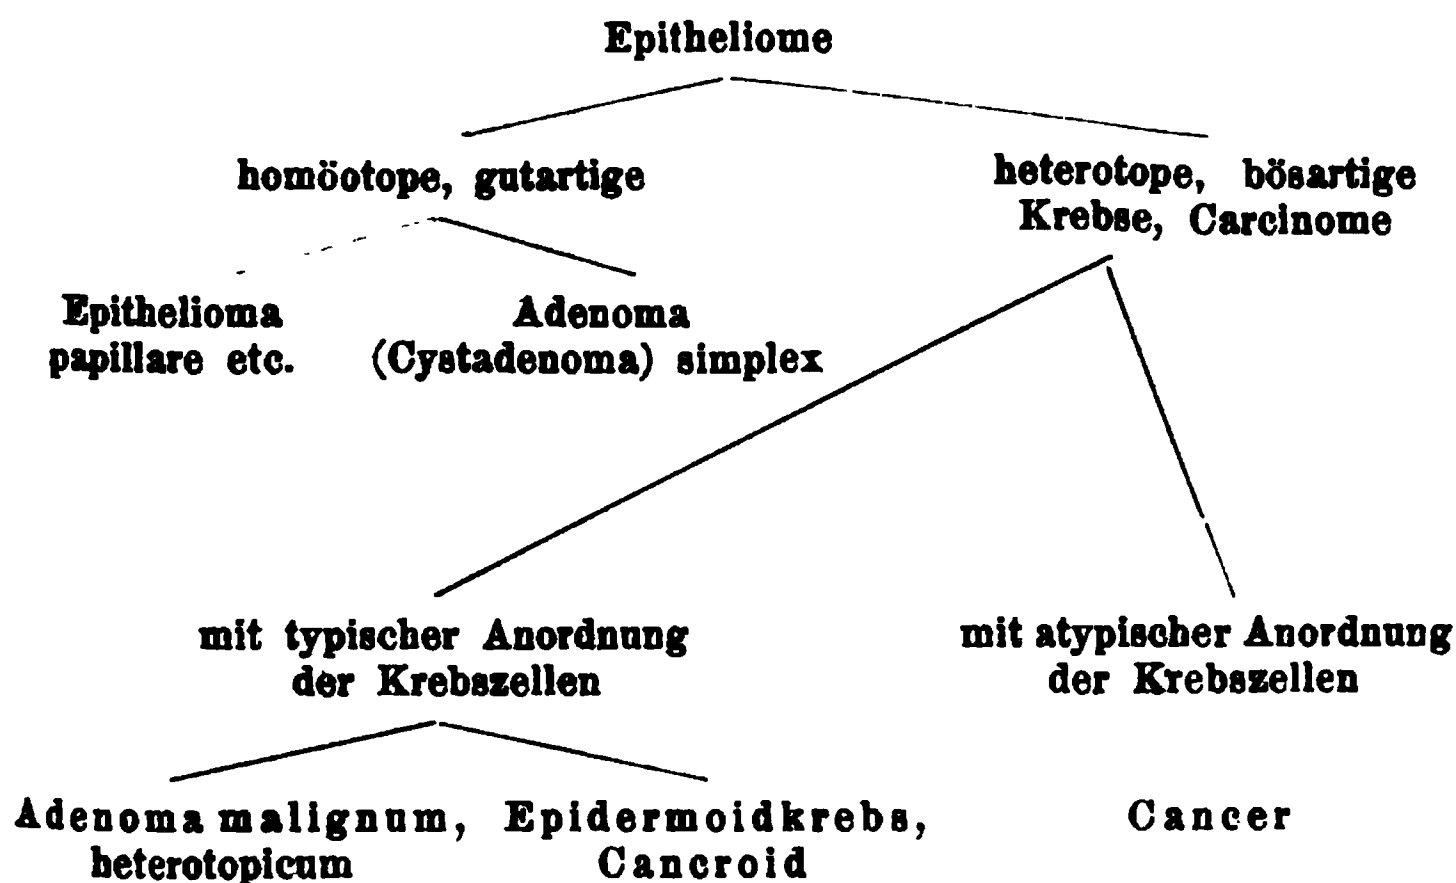 Epitheliome
homöotope, gutartige
heterotope, bösartige
Krebse, Carcinome
Epithelioma
papillare etc.
Adenoma
(Cystadenoma) simplex
mit typischer Anordnung
der Krebszellen
mit atypischer Anordnung
der Krebszellen
Adenoma malignum,
heterotopicum
Epidermoidkrebs,
Cancroid
Cancer